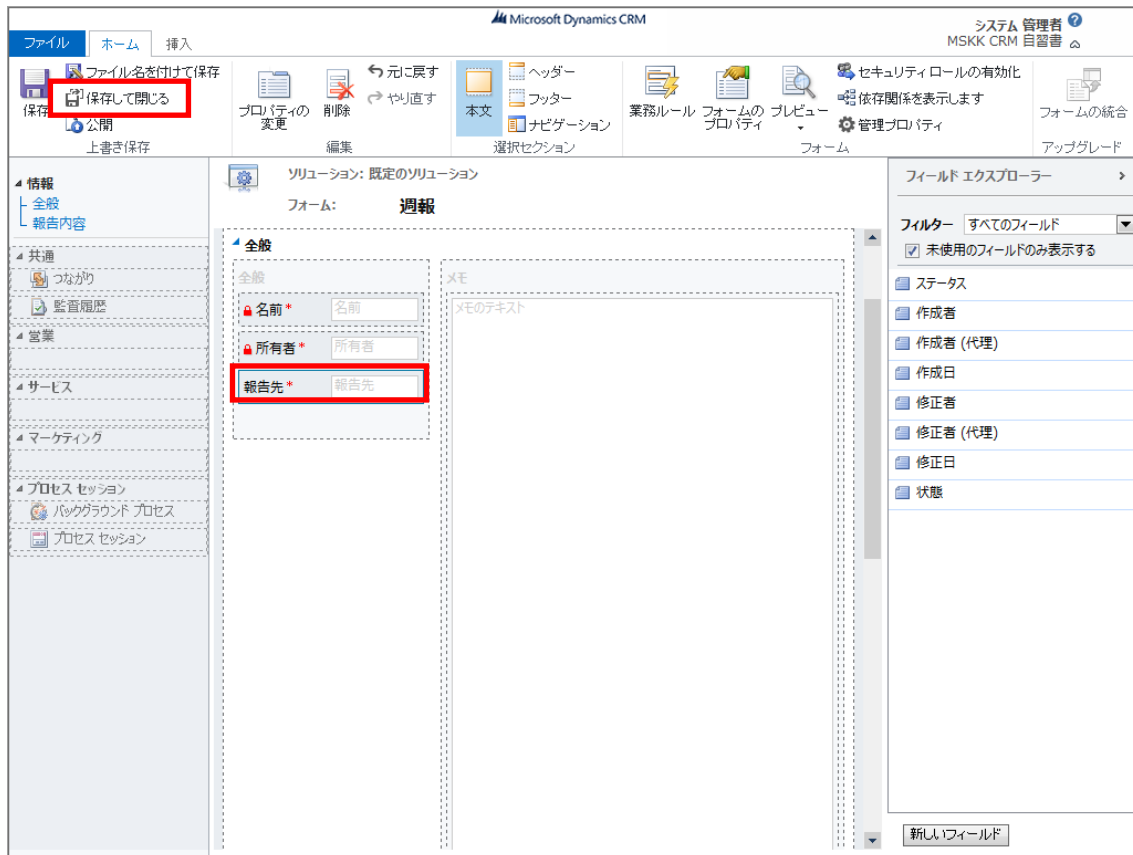 Microsoft Dynamics CRM
システム 管理者
MSKK CRM 自習書
ファイル ホーム 挿入
保存
ファイル名を付けて保存
保存して閉じる
公開
上書き保存
プロパティの変更
削除
元に戻す
やり直す
編集
本文
ヘッダー
フッター
ナビゲーション
選択セクション
業務ルール
フォームのプロパティ
プレビュー
セキュリティ ロールの有効化
依存関係を表示します
管理プロパティ
フォーム
フォームの統合
アップグレード
情報
全般
報告内容
共通
つながり
監査履歴
営業
サービス
マーケティング
プロセス セッション
バックグラウンド プロセス
プロセス セッション
ソリューション: 既定のソリューション
フォーム: 週報
全般
全般
名前* 名前
所有者* 所有者
報告先* 報告先
メモ
メモのテキスト
フィールド エクスプローラー >
フィルター すべてのフィールド
未使用のフィールドのみ表示する
ステータス
作成者
作成者 (代理)
作成日
修正者
修正者 (代理)
修正日
状態
新しいフィールド